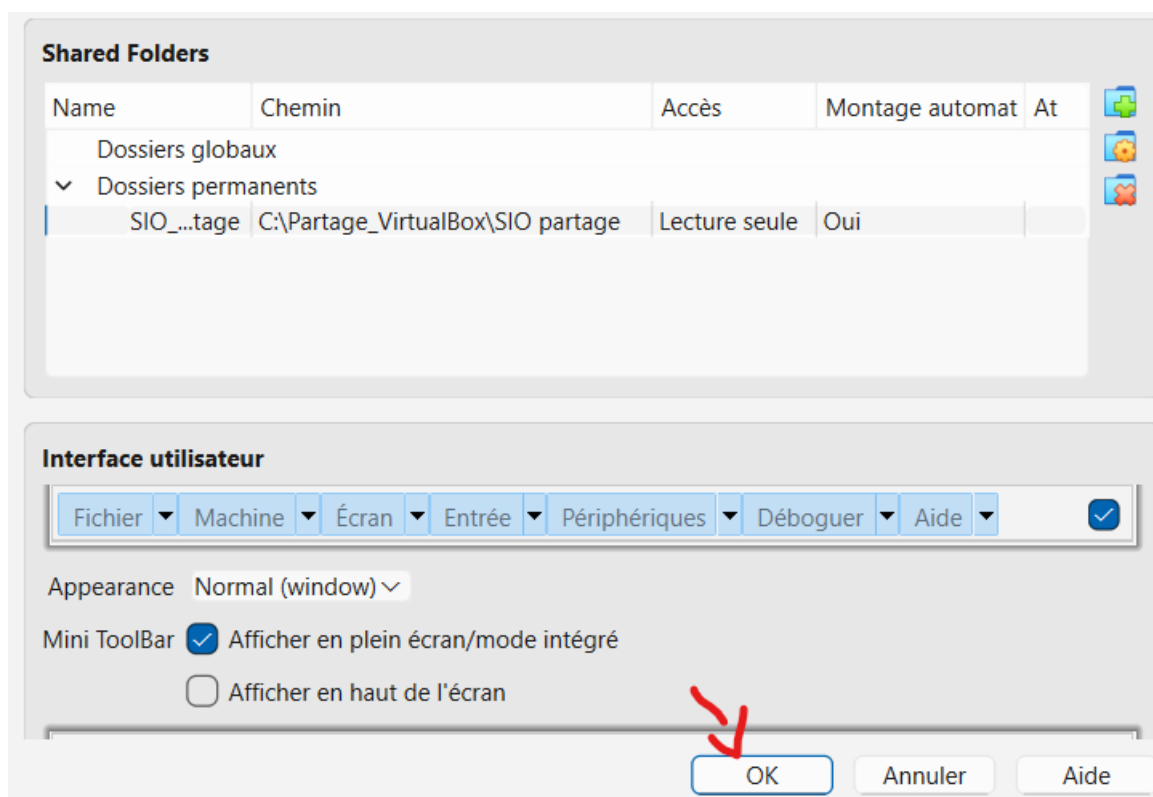 Shared Folders
Name Chemin Accès Montage automat At
Dossiers globaux
Dossiers permanents
SIO_...tage C:\Partage_VirtualBox\SIO partage Lecture seule Oui
Interface utilisateur
Fichier Machine Écran Entrée Périphériques Déboguer Aide
Appearance Normal (window)
Mini ToolBar Afficher en plein écran/mode intégré
Afficher en haut de l'écran
OK Annuler Aide